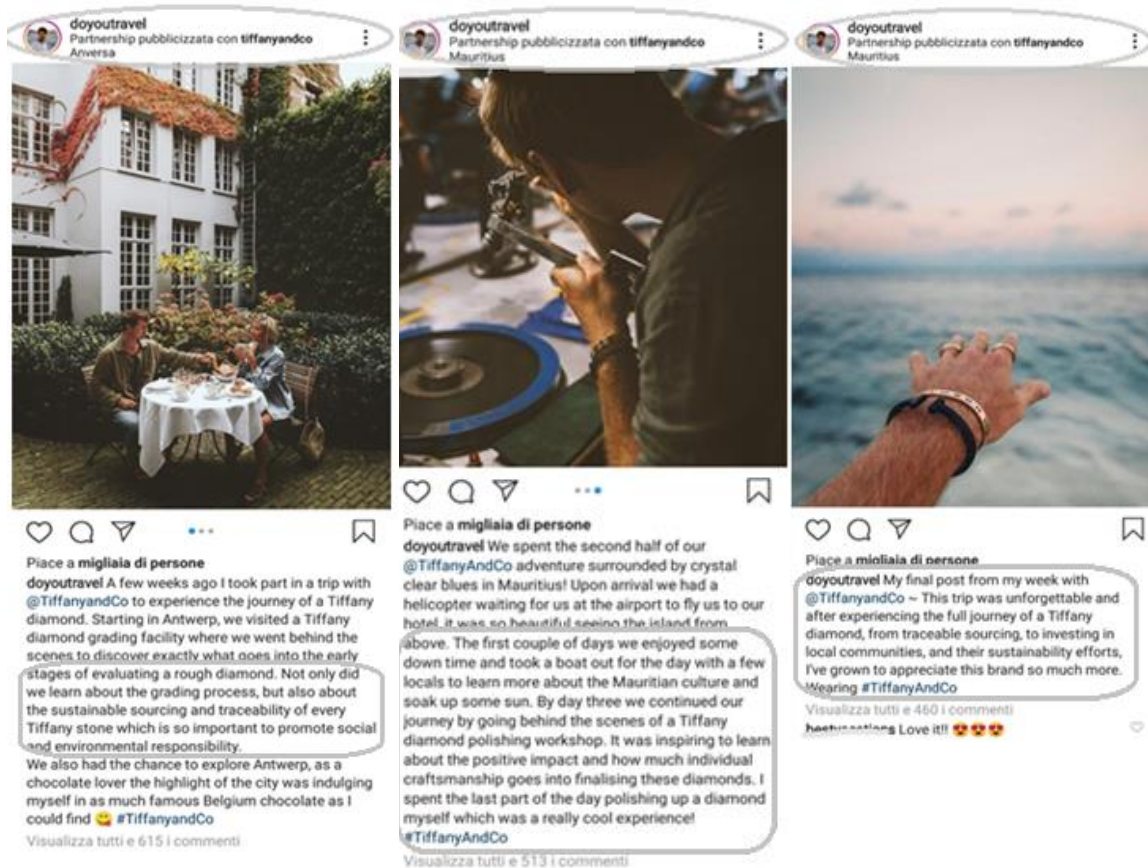 doyoutravel
Partnership pubblicizzata con tiffanyandco
Anversa
Piace a migliaia di persone
doyoutravel A few weeks ago I took part in a trip with
@TiffanyandCo to experience the journey of a Tiffany
diamond. Starting in Antwerp, we visited a Tiffany
diamond grading facility where we went behind the
scenes to discover exactly what goes into the early
stages of evaluating a rough diamond. Not only did
we learn about the grading process, but also about
the sustainable sourcing and traceability of every
Tiffany stone which is so important to promote social
and environmental responsibility.
We also had the chance to explore Antwerp, as a
chocolate lover the highlight of the city was indulging
myself in as much famous Belgium chocolate as I
could find 😋 #TiffanyandCo
Visualizza tutti e 615 i commenti
doyoutravel
Partnership pubblicizzata con tiffanyandco
Mauritius
Piace a migliaia di persone
doyoutravel We spent the second half of our
@TiffanyAndCo adventure surrounded by crystal
clear blues in Mauritius! Upon arrival we had a
helicopter waiting for us at the airport to fly us to our
hotel, it was so beautiful seeing the island from
above. The first couple of days we enjoyed some
down time and took a boat out for the day with a few
locals to learn more about the Mauritian culture and
soak up some sun. By day three we continued our
journey by going behind the scenes of a Tiffany
diamond polishing workshop. It was inspiring to learn
about the positive impact and how much individual
craftsmanship goes into finalising these diamonds. I
spent the last part of the day polishing up a diamond
myself which was a really cool experience!
#TiffanyAndCo
Visualizza tutti e 513 i commenti
doyoutravel
Partnership pubblicizzata con tiffanyandco
Mauritius
Piace a migliaia di persone
doyoutravel My final post from my week with
@TiffanyandCo ~ This trip was unforgettable and
after experiencing the full journey of a Tiffany
diamond, from traceable sourcing, to investing in
local communities, and their sustainability efforts,
I've grown to appreciate this brand so much more.
Wearing #TiffanyAndCo
Visualizza tutti e 460 i commenti
Love it!! 😍😍😍